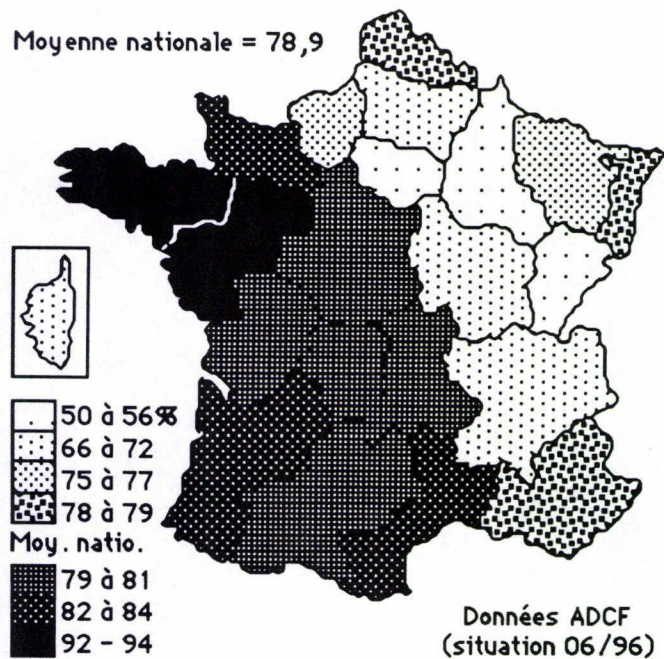 Moyenne nationale = 78,9
50 à 56%
66 à 72
75 à 77
78 à 79
Moy. natio.
79 à 81
82 à 84
92 - 94
Données ADCF
(situation 06/96)